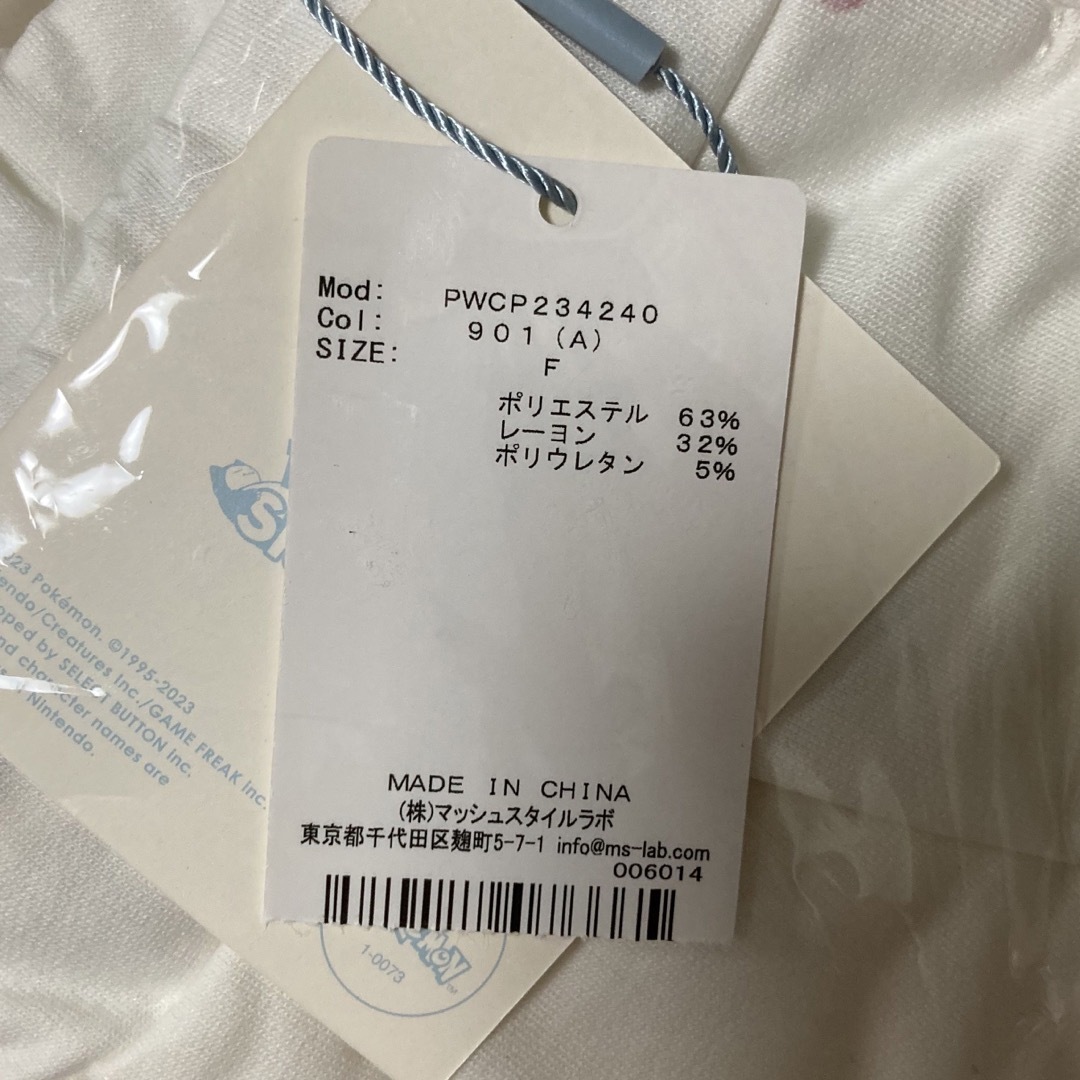 Mod: PWCP234240
Col: 901(A)
SIZE: F
ポリエステル 63%
レーヨン 32%
ポリウレタン 5%
MADE IN CHINA
(株)マッシュスタイルラボ
東京都千代田区麹町5-7-1 info@ms-lab.com
006014
Pokémon. ©1995-2023
Creatures Inc./GAME FREAK inc.
by SELECT BUTTON inc.
character names are
Nintendo.
1-0073